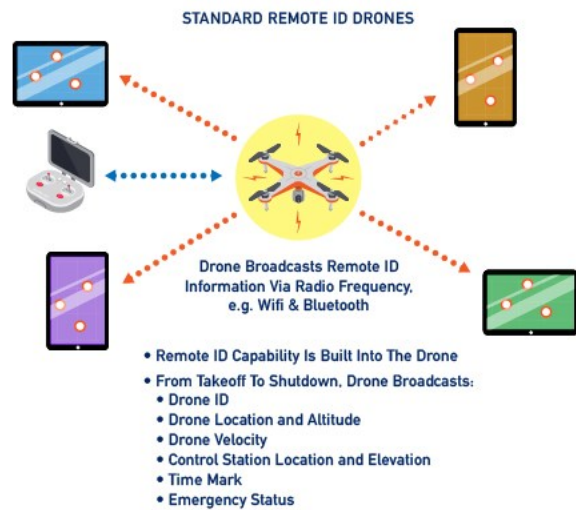 STANDARD REMOTE ID DRONES
Drone Broadcasts Remote ID
Information Via Radio Frequency,
e.g. Wifi & Bluetooth
• Remote ID Capability Is Built Into The Drone
• From Takeoff To Shutdown, Drone Broadcasts:
• Drone ID
• Drone Location and Altitude
• Drone Velocity
• Control Station Location and Elevation
• Time Mark
• Emergency Status